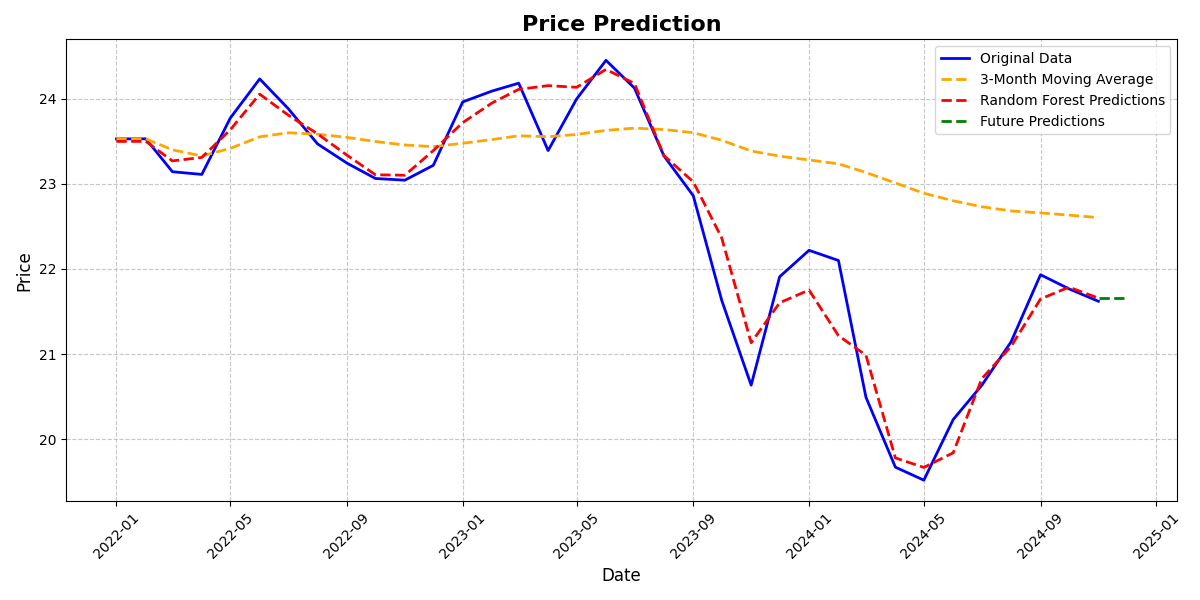 Price Prediction
Original Data
3-Month Moving Average
Random Forest Predictions
Future Predictions
Price
24
23
22
21
20
2022-01
2022-05
2022-09
2023-01
2023-05
2023-09
2024-01
2024-05
2024-09
2025-01
Date